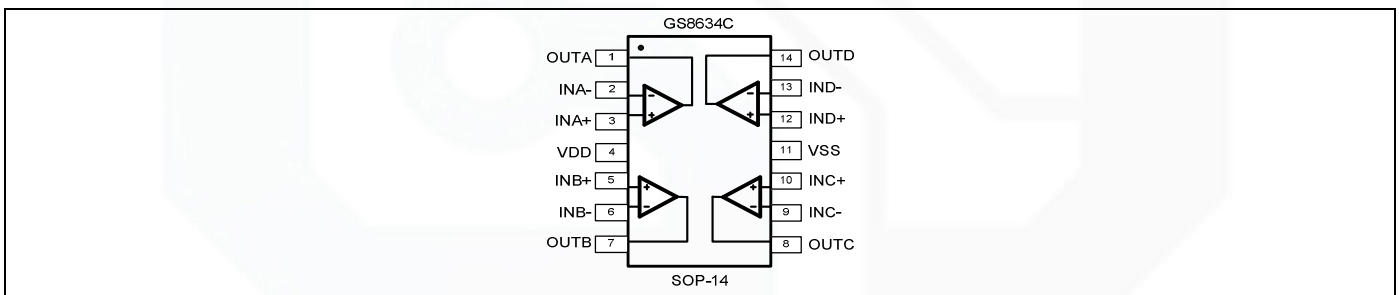 GS8634C
OUTA 1 14 OUTD
INA- 2 - - 13 IND-
INA+ 3 + + 12 IND+
VDD 4 11 VSS
INB+ 5 + + 10 INC+
INB- 6 - - 9 INC-
OUTB 7 8 OUTC
SOP-14